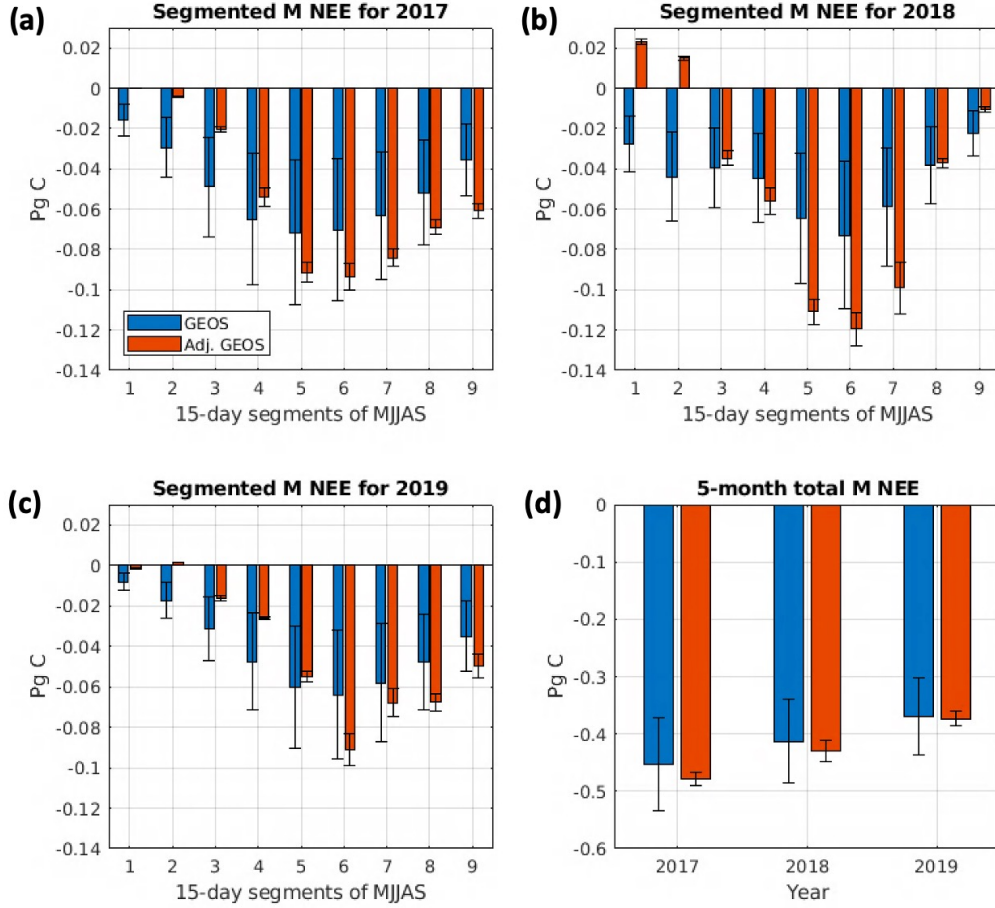 (a)
Segmented M NEE for 2017
Pg C
0.02
0
-0.02
-0.04
-0.06
-0.08
-0.1
-0.12
-0.14
GEOS
Adj. GEOS
1 2 3 4 5 6 7 8 9
15-day segments of MJJAS
(b)
Segmented M NEE for 2018
Pg C
0.02
0
-0.02
-0.04
-0.06
-0.08
-0.1
-0.12
-0.14
1 2 3 4 5 6 7 8 9
15-day segments of MJJAS
(c)
Segmented M NEE for 2019
Pg C
0.02
0
-0.02
-0.04
-0.06
-0.08
-0.1
-0.12
-0.14
1 2 3 4 5 6 7 8 9
15-day segments of MJJAS
(d)
5-month total M NEE
Pg C
0
-0.1
-0.2
-0.3
-0.4
-0.5
-0.6
2017 2018 2019
Year